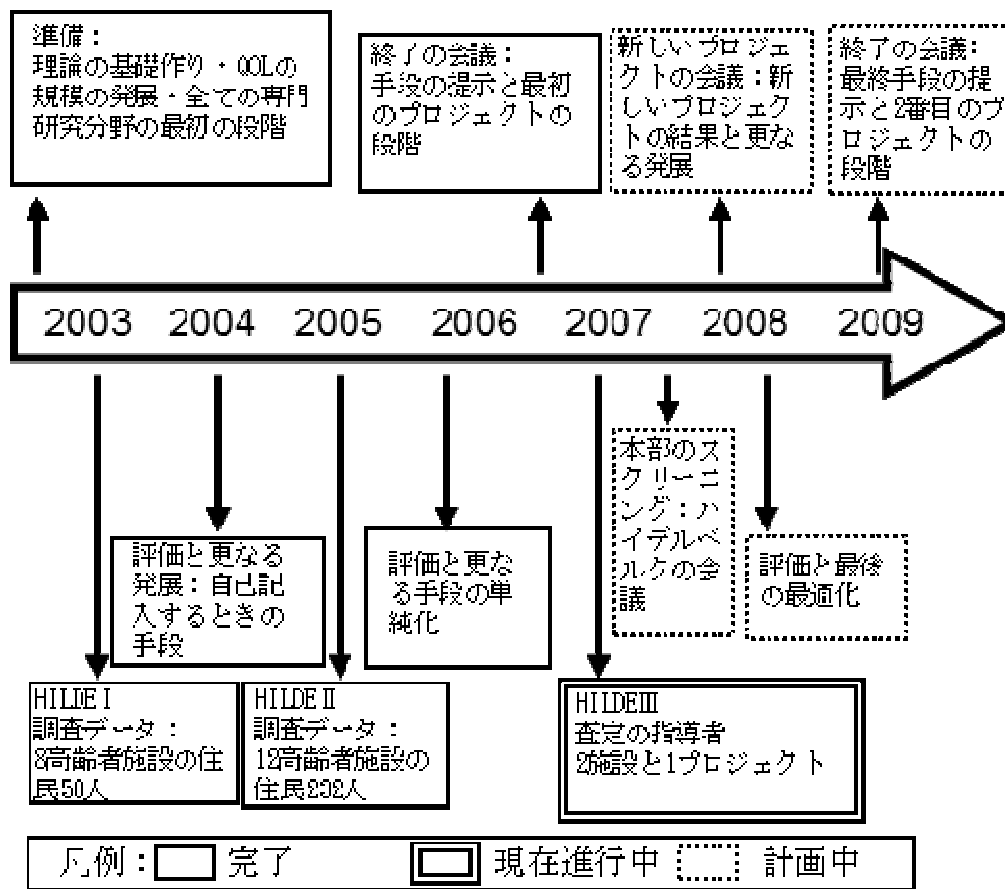 準備：
理論の基礎作り・QOLの
規模の発展・全ての専門
研究分野の最初の段階
終了の会議：
手段の提示と最初
のプロジェクトの
段階
新しいプロジェ
クトの会議：新
しいプロジェク
トの結果と更な
る発展
終了の会議：
最終手段の提
示と2番目のプ
ロジェクトの
段階
2003 2004 2005 2006 2007 2008 2009
評価と更なる
発展：自己記
入するときの
手段
評価と更な
る手段の単
純化
本部のス
クリーニ
ング：ハ
イデルベ
ルクの会
議
評価と最後
の最適化
HILDEⅠ
調査データ：
高齢者施設の住
民50人
HILDEⅡ
調査データ：
12高齢者施設の
住民人
HILDEⅢ
査定の指導者
2施設と1プロジェクト
凡例： 完了 現在進行中 計画中